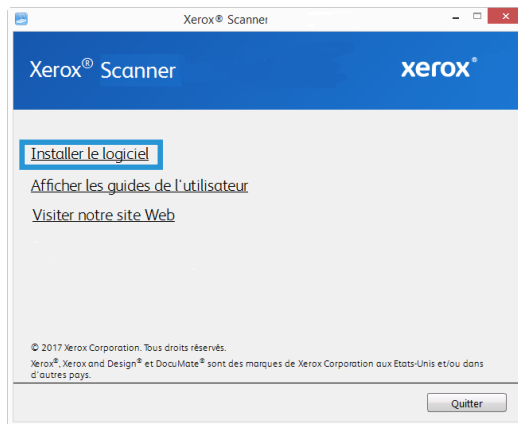 Xerox® Scanner
Xerox® Scanner
xerox®
Installer le logiciel
Afficher les guides de l'utilisateur
Visiter notre site Web
© 2017 Xerox Corporation. Tous droits réservés.
Xerox®, Xerox and Design® et DocuMate® sont des marques de Xerox Corporation aux Etats-Unis et/ou dans
d'autres pays.
Quitter